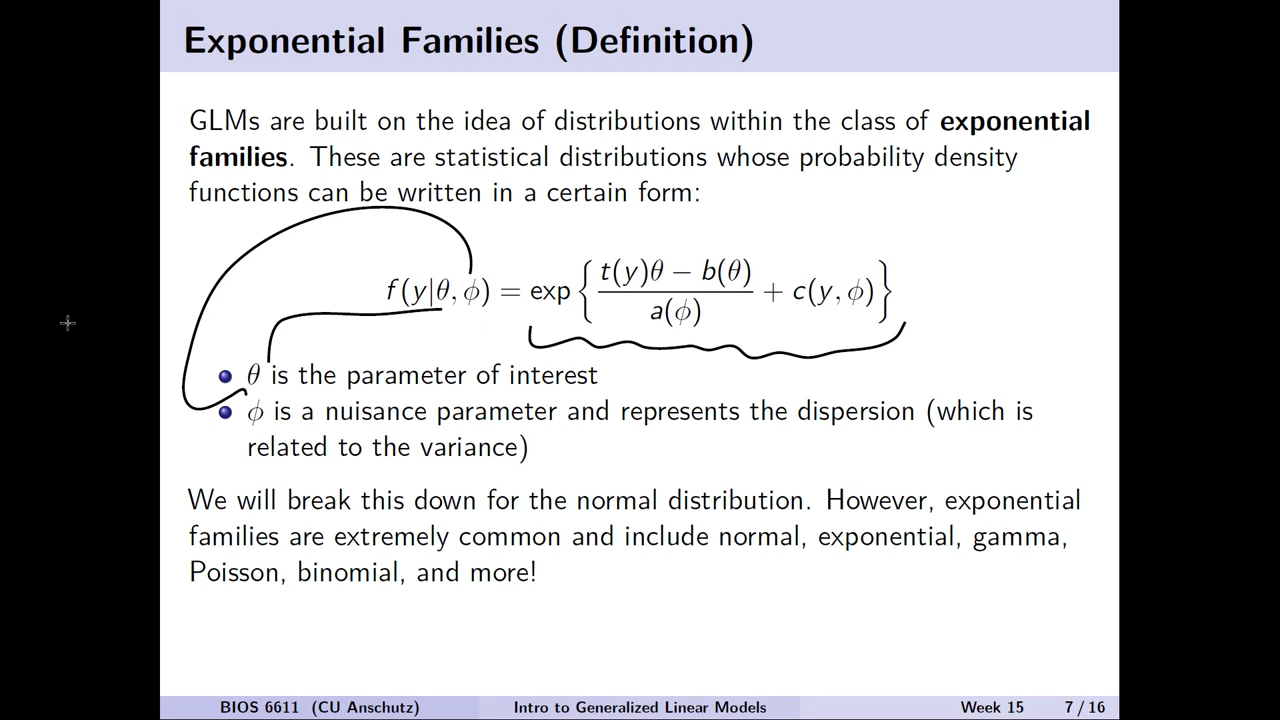 Exponential Families (Definition)
GLMs are built on the idea of distributions within the class of exponential
families. These are statistical distributions whose probability density
functions can be written in a certain form:
f(y|θ, ϕ) = exp { (t(y)θ − b(θ)) / a(ϕ) + c(y, ϕ) }
θ is the parameter of interest
ϕ is a nuisance parameter and represents the dispersion (which is
related to the variance)
We will break this down for the normal distribution. However, exponential
families are extremely common and include normal, exponential, gamma,
Poisson, binomial, and more!
BIOS 6611 (CU Anschutz) Intro to Generalized Linear Models Week 15 7 / 16